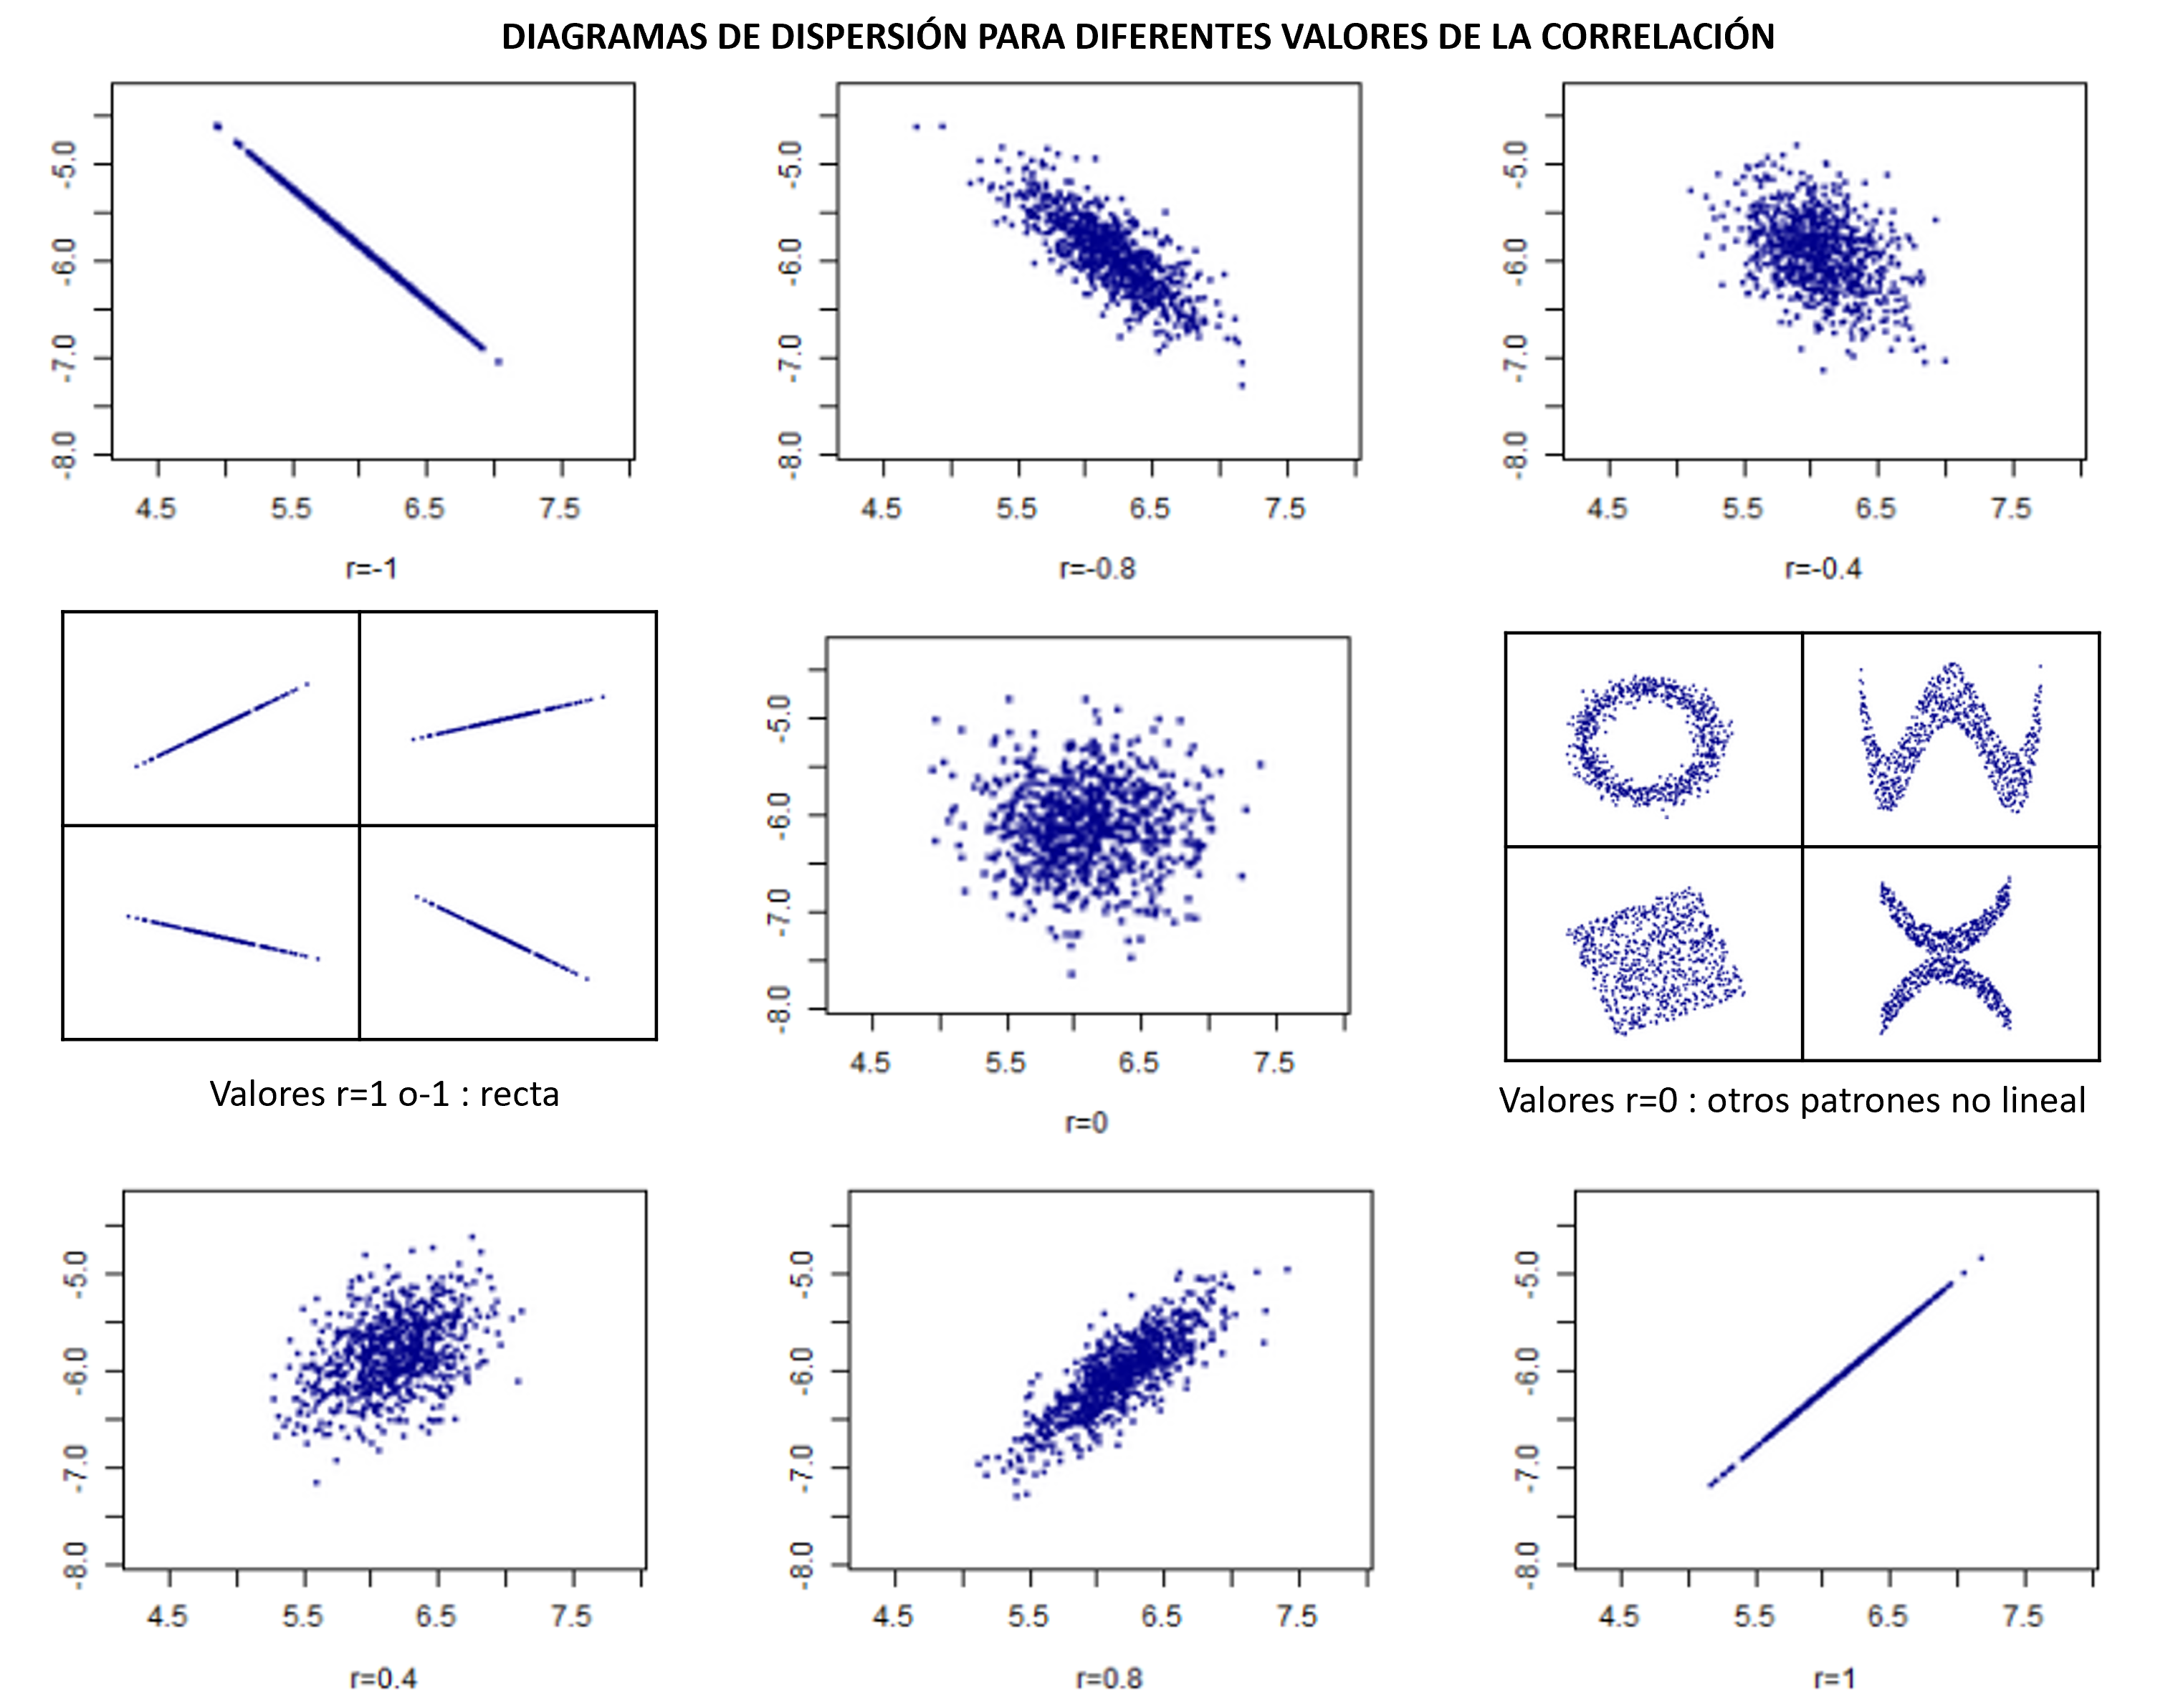 DIAGRAMAS DE DISPERSIÓN PARA DIFERENTES VALORES DE LA CORRELACIÓN
-5.0
-6.0
-7.0
-8.0
4.5 5.5 6.5 7.5
r=-1
-5.0
-6.0
-7.0
-8.0
4.5 5.5 6.5 7.5
r=-0.8
-5.0
-6.0
-7.0
-8.0
4.5 5.5 6.5 7.5
r=-0.4
Valores r=1 o-1 : recta
-5.0
-6.0
-7.0
-8.0
4.5 5.5 6.5 7.5
r=0
Valores r=0 : otros patrones no lineal
-5.0
-6.0
-7.0
-8.0
4.5 5.5 6.5 7.5
r=0.4
-5.0
-6.0
-7.0
-8.0
4.5 5.5 6.5 7.5
r=0.8
-5.0
-6.0
-7.0
-8.0
4.5 5.5 6.5 7.5
r=1